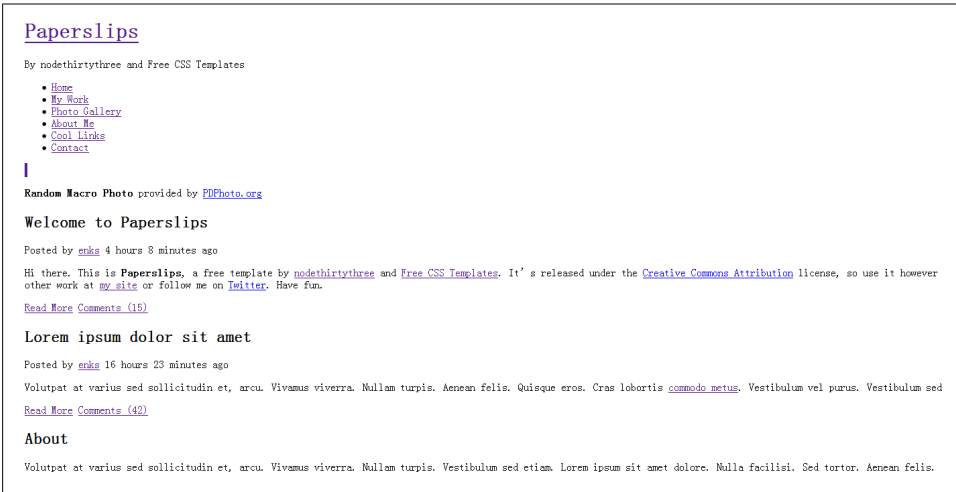 Paperslips
By nodethirtythree and Free CSS Templates
Home
My Work
Photo Gallery
About Me
Cool Links
Contact
Random Macro Photo provided by PDPhoto.org
Welcome to Paperslips
Posted by enks 4 hours 8 minutes ago
Hi there. This is Paperslips, a free template by nodethirtythree and Free CSS Templates. It’s released under the Creative Commons Attribution license, so use it however
other work at my site or follow me on Twitter. Have fun.
Read More Comments (15)
Lorem ipsum dolor sit amet
Posted by enks 16 hours 23 minutes ago
Volutpat at varius sed sollicitudin et, arcu. Vivamus viverra. Nullam turpis. Aenean felis. Quisque eros. Cras lobortis commodo metus. Vestibulum vel purus. Vestibulum sed
Read More Comments (42)
About
Volutpat at varius sed sollicitudin et, arcu. Vivamus viverra. Nullam turpis. Vestibulum sed etiam. Lorem ipsum sit amet dolore. Nulla facilisi. Sed tortor. Aenean felis.